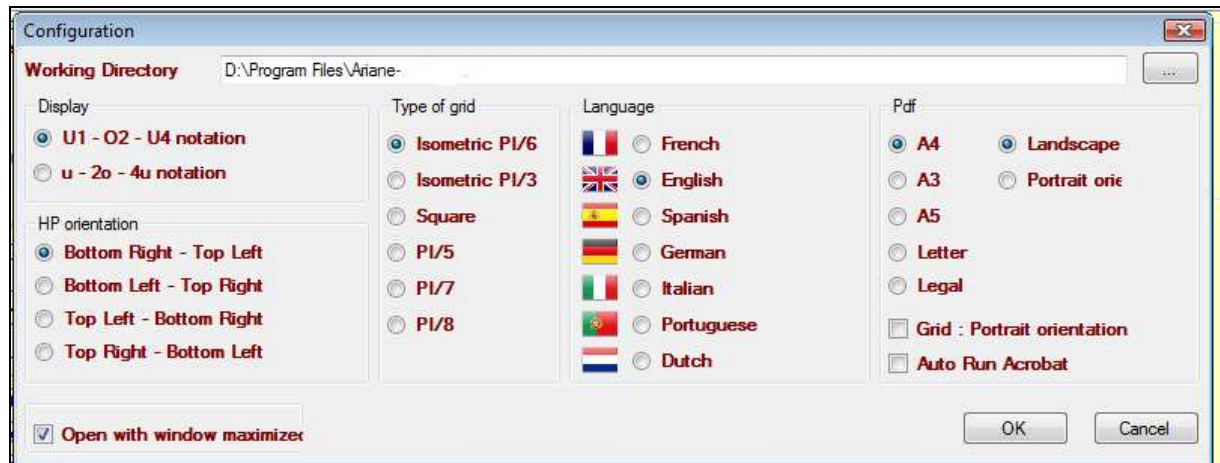 Configuration
Working Directory D:\Program Files\Ariane-
...
Display
U1 - O2 - U4 notation
u - 2o - 4u notation
HP orientation
Bottom Right - Top Left
Bottom Left - Top Right
Top Left - Bottom Right
Top Right - Bottom Left
Type of grid
Isometric PI/6
Isometric PI/3
Square
PI/5
PI/7
PI/8
Language
French
English
Spanish
German
Italian
Portuguese
Dutch
Pdf
A4 Landscape
A3 Portrait orie
A5
Letter
Legal
Grid : Portrait orientation
Auto Run Acrobat
Open with window maximized
OK Cancel